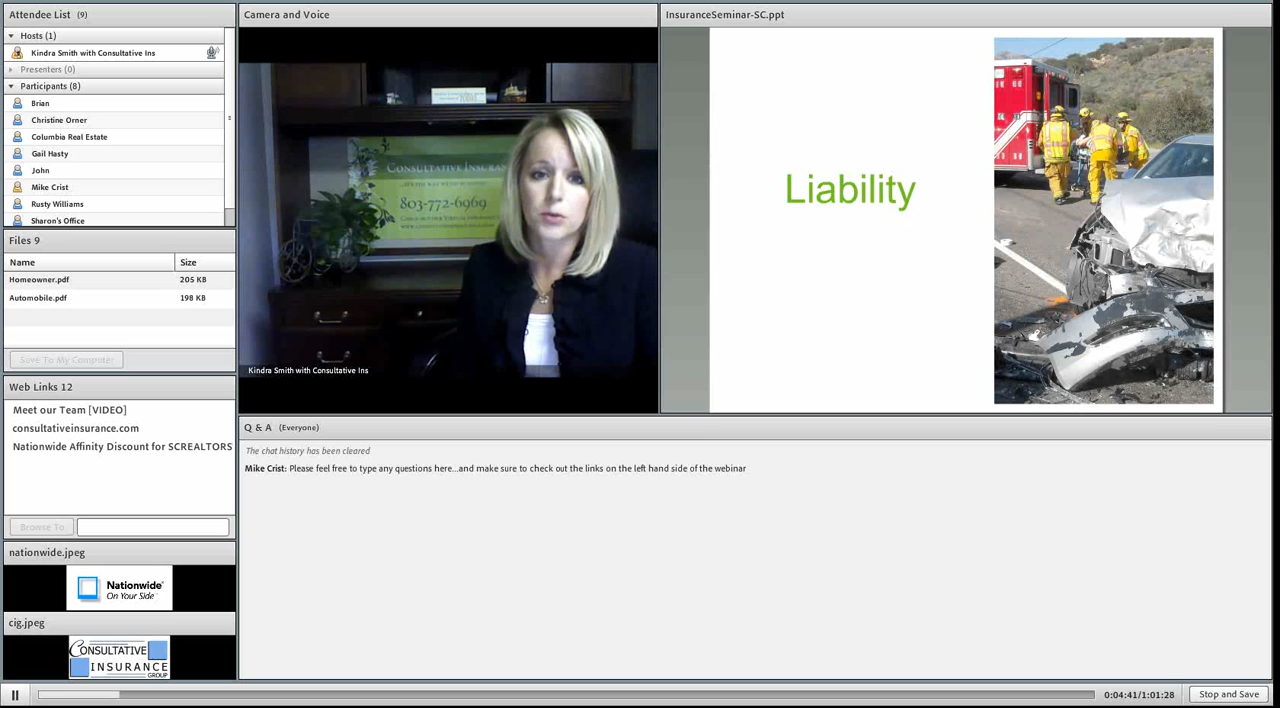 Attendee List (9)
Hosts (1)
Kindra Smith with Consultative Ins
Presenters (0)
Participants (8)
Brian
Christine Orner
Columbia Real Estate
Gail Hasty
John
Mike Crist
Rusty Williams
Sharon's Office
Files 9
Name Size
Homeowner.pdf 205 KB
Automobile.pdf 198 KB
Save To My Computer
Web Links 12
Meet our Team [VIDEO]
consultativeinsurance.com
Nationwide Affinity Discount for SCREALTORS
Browse To
nationwide.jpeg
Nationwide®
On Your Side™
cig.jpeg
CONSULTATIVE
INSURANCE
GROUP
Camera and Voice
CONSULTATIVE INSURAN
803-772-6969
Kindra Smith with Consultative Ins
InsuranceSeminar-SC.ppt
Liability
Q & A (Everyone)
The chat history has been cleared
Mike Crist: Please feel free to type any questions here...and make sure to check out the links on the left hand side of the webinar
0:04:41/1:01:28
Stop and Save